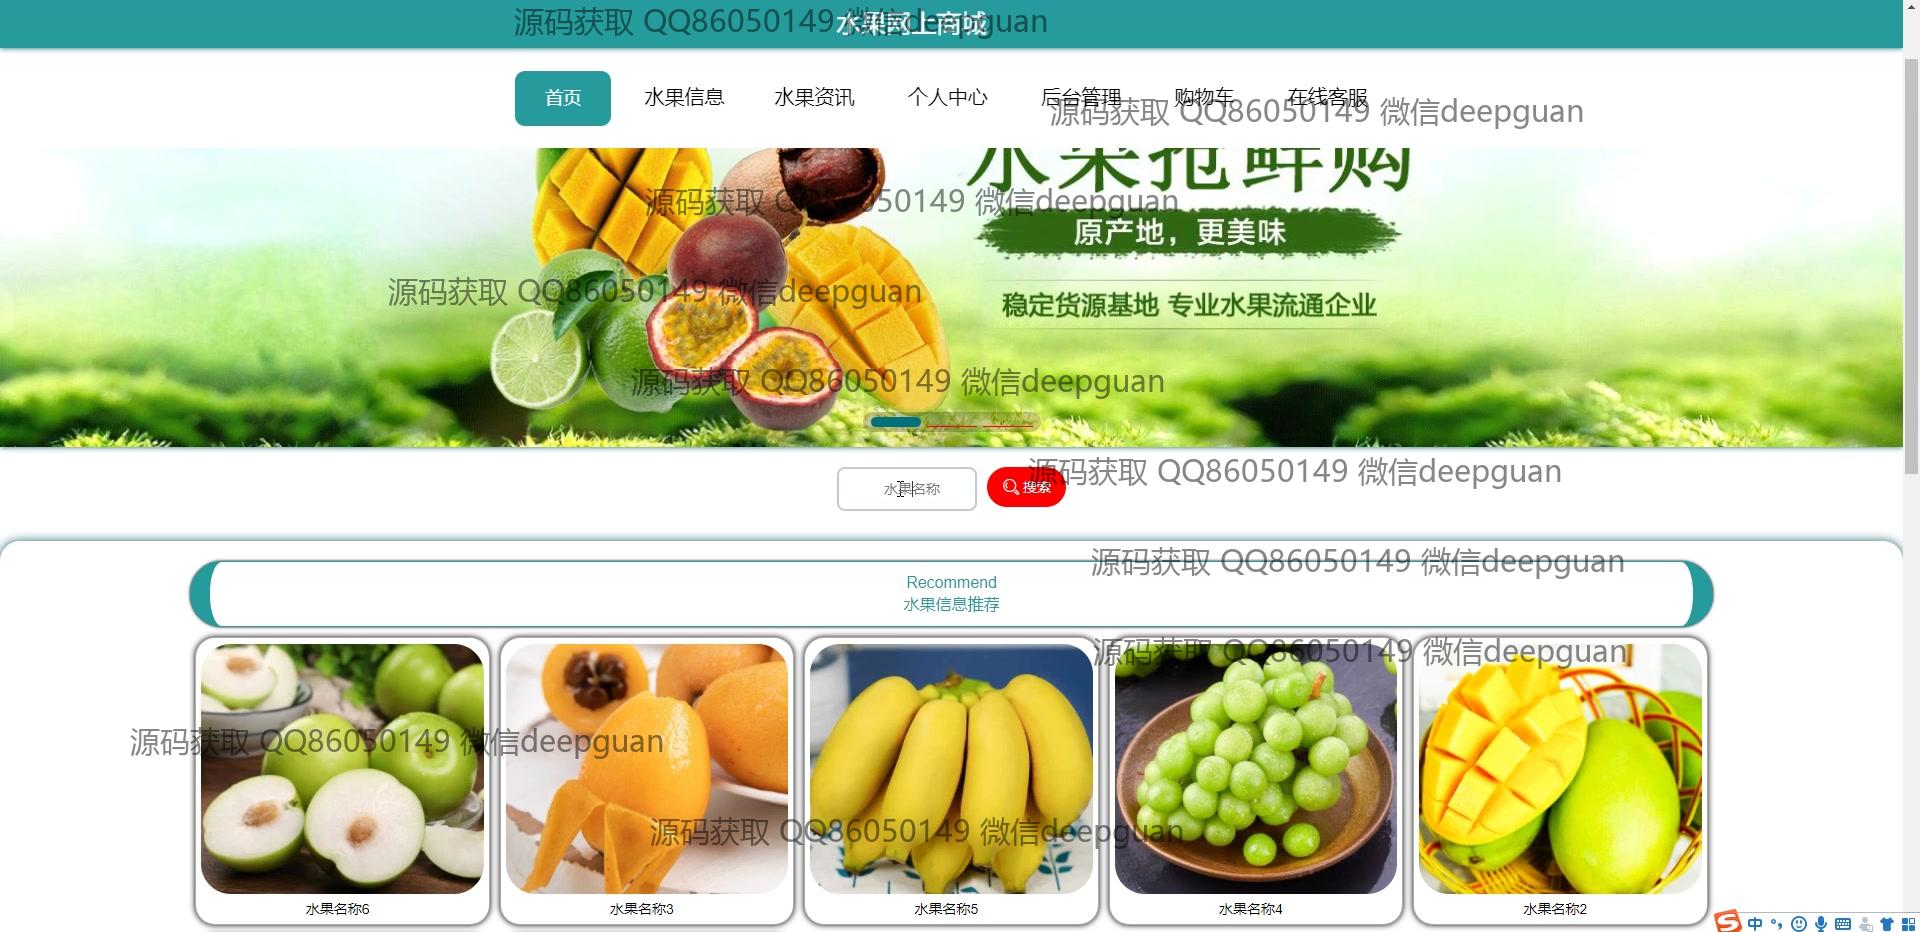 源码获取 QQ86050149 微信deepguan
水果网上商城
首页
水果信息
水果资讯
个人中心
后台管理
购物车
在线客服
源码获取 QQ86050149 微信deepguan
水果抢鲜购
源码获取 QQ86050149 微信deepguan
原产地，更美味
源码获取 QQ86050149 微信deepguan
稳定货源基地 专业水果流通企业
源码获取 QQ86050149 微信deepguan
源码获取 QQ86050149 微信deepguan
水果名称
搜索
源码获取 QQ86050149 微信deepguan
Recommend
水果信息推荐
源码获取 QQ86050149 微信deepguan
源码获取 QQ86050149 微信deepguan
源码获取 QQ86050149 微信deepguan
水果名称6
水果名称3
水果名称5
水果名称4
水果名称2
中